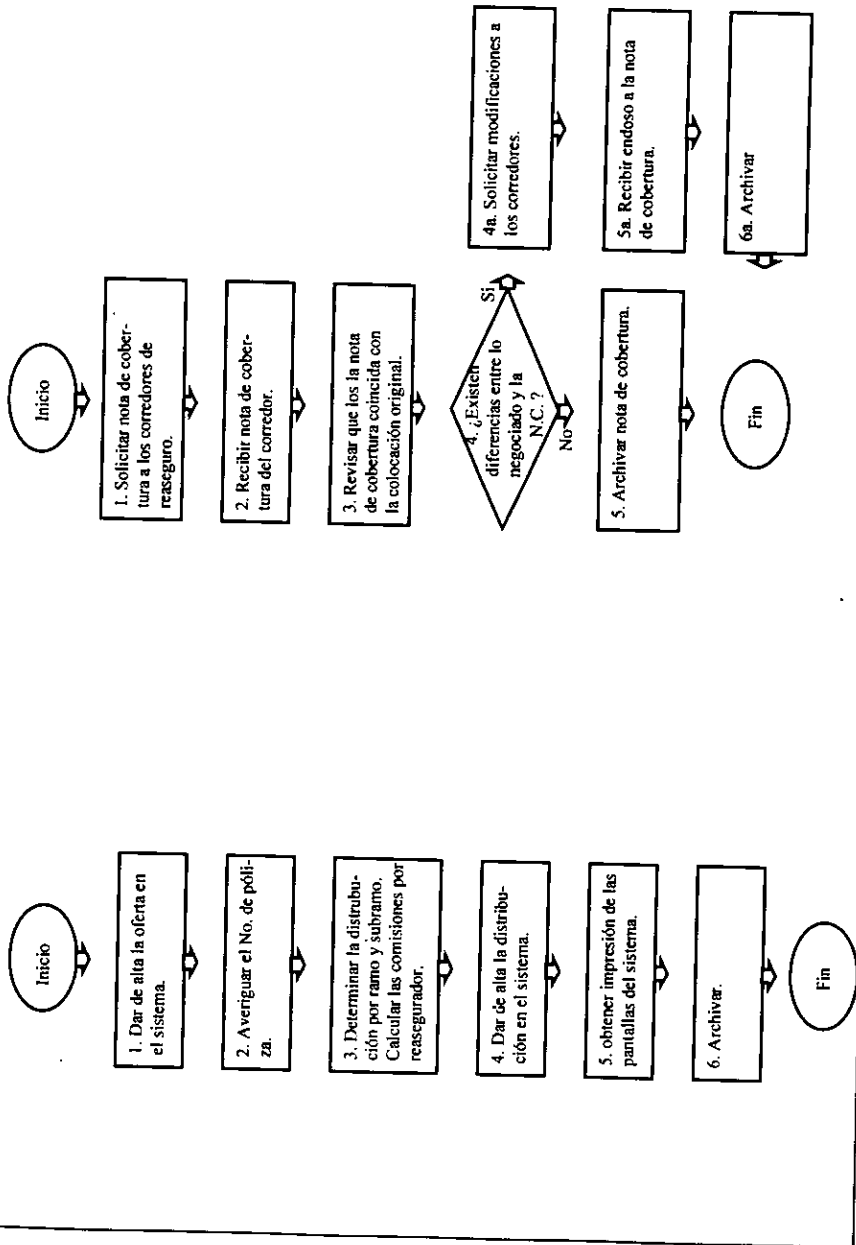 Inicio
1. Dar de alta la oferta en
el sistema.
2. Averiguar el No. de póli-
za.
3. Determinar la distrubu-
ción por ramo y subramo.
Calcular las comisiones por
reasegurador.
4. Dar de alta la distribu-
ción en el sistema.
5. obtener impresión de las
pantallas del sistema.
6. Archivar.
Fin
Inicio
1. Solicitar nota de cober-
tura a los corredores de
reaseguro.
2. Recibir nota de cober-
tura del corredor.
3. Revisar que los la nota
de cobertura coincida con
la colocación original.
4. ¿Existen
diferencias entre lo
negociado y la
N.C. ?
Si
No
4a. Solicitar modificaciones a
los corredores.
5a. Recibir endoso a la nota
de cobertura.
6a. Archivar
5. Archivar nota de cobertura.
Fin